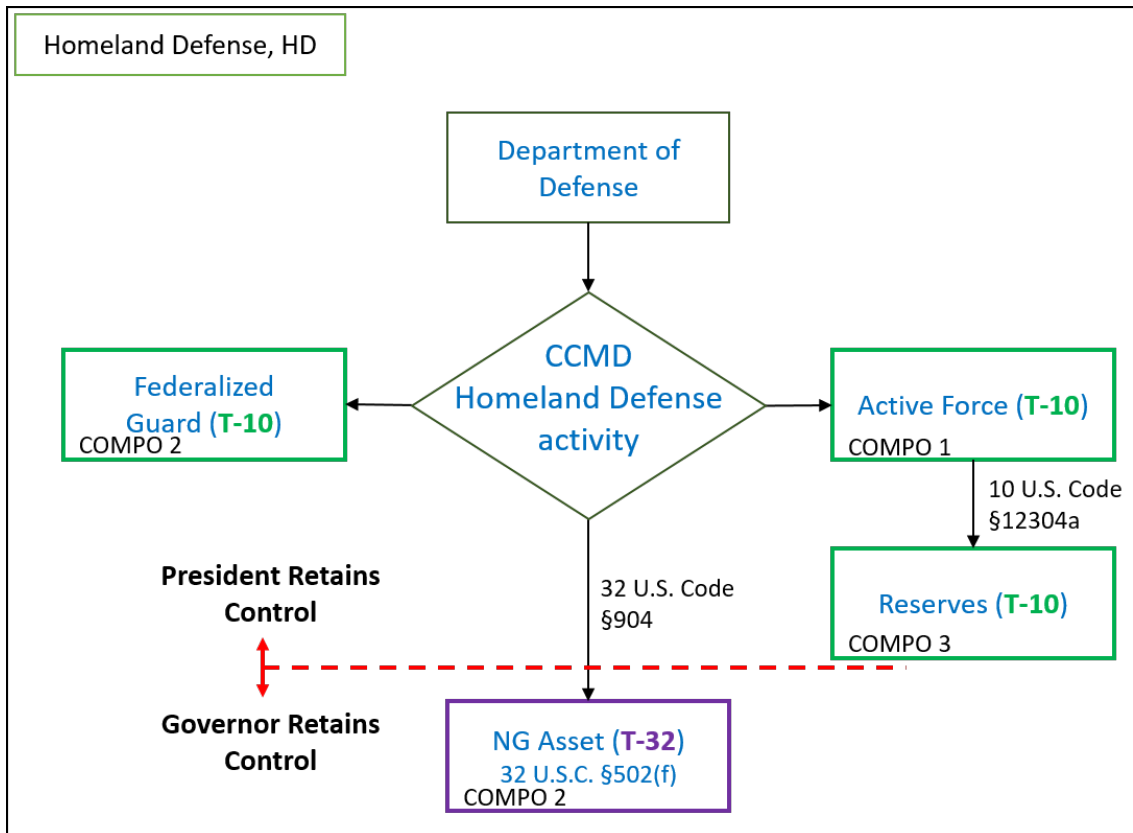 Homeland Defense, HD
Department of
Defense
CCMD
Homeland Defense
activity
Federalized
Guard (T-10)
COMPO 2
Active Force (T-10)
COMPO 1
10 U.S. Code
§12304a
Reserves (T-10)
COMPO 3
32 U.S. Code
§904
President Retains
Control
Governor Retains
Control
NG Asset (T-32)
32 U.S.C. §502(f)
COMPO 2